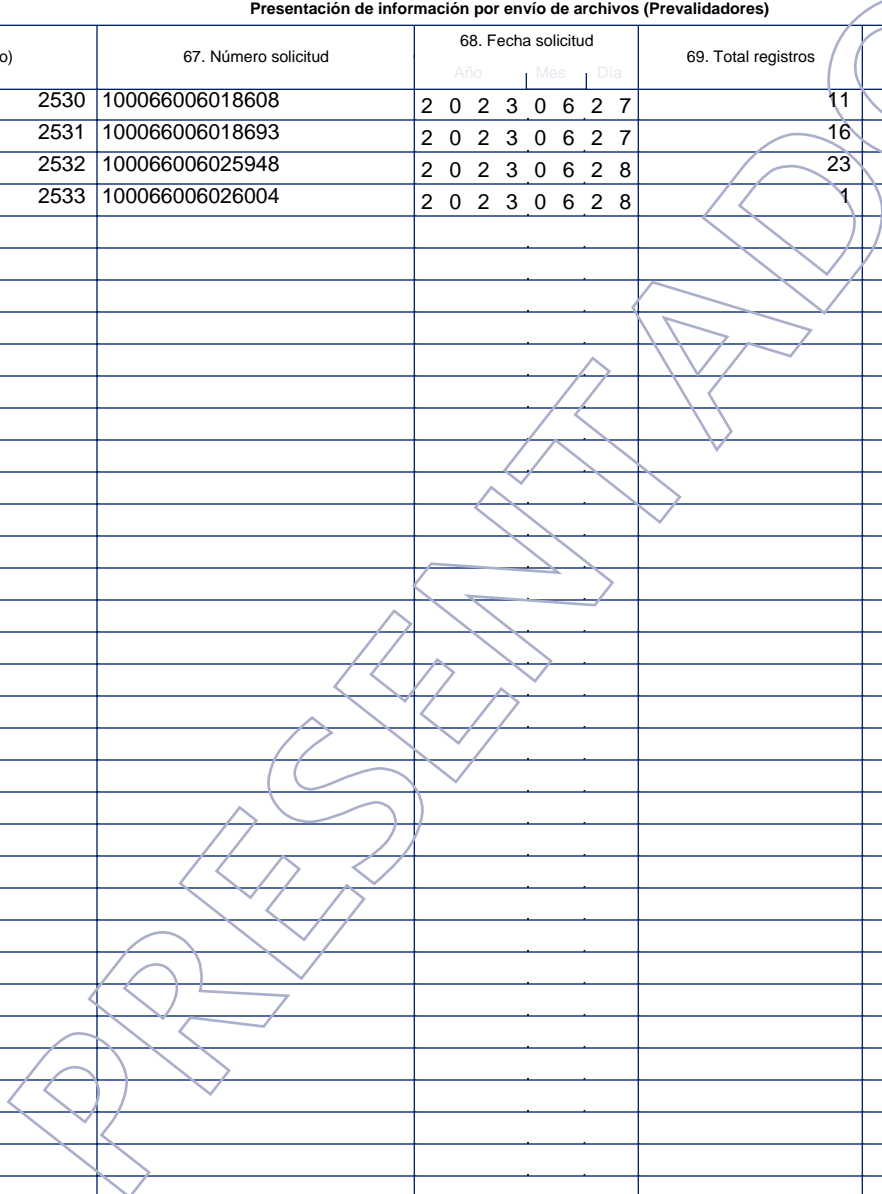 Presentación de información por envío de archivos (Prevalidadores)
o) 67. Número solicitud 68. Fecha solicitud 69. Total registros
Año Mes Día
2530 100066006018608 2 0 2 3 0 6 2 7 11
2531 100066006018693 2 0 2 3 0 6 2 7 16
2532 100066006025948 2 0 2 3 0 6 2 8 23
2533 100066006026004 2 0 2 3 0 6 2 8 1
PRESENTADO